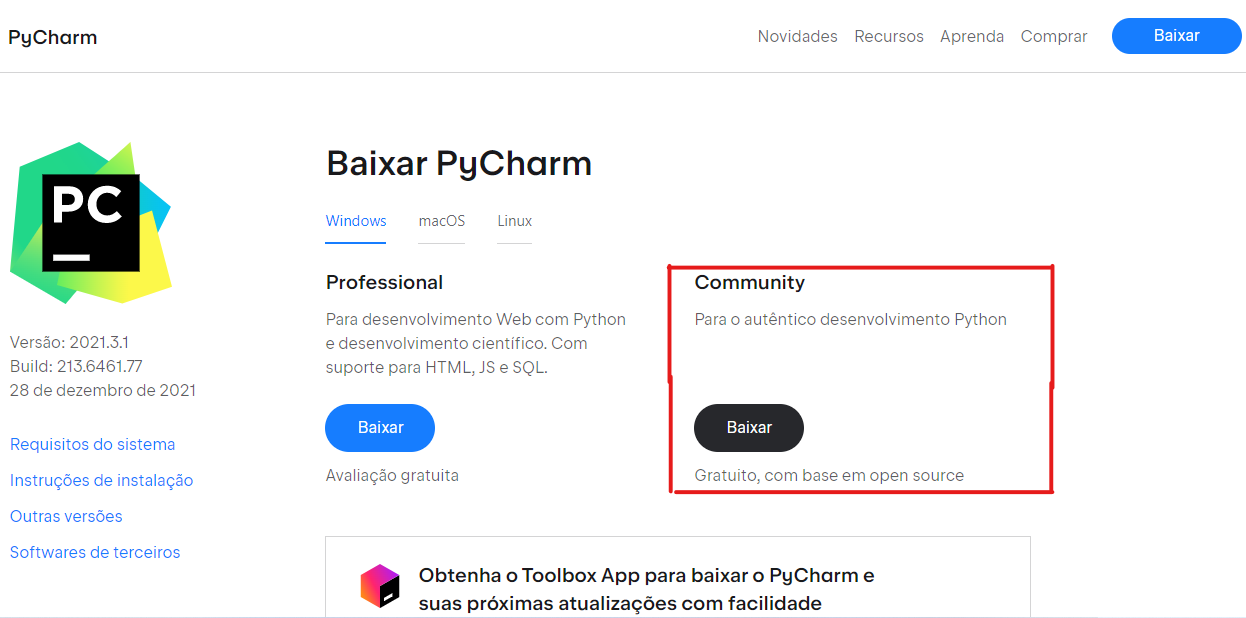 PyCharm
Novidades Recursos Aprenda Comprar Baixar
PC
Baixar PyCharm
Windows macOS Linux
Professional
Para desenvolvimento Web com Python
e desenvolvimento científico. Com
suporte para HTML, JS e SQL.
Baixar
Avaliação gratuita
Community
Para o autêntico desenvolvimento Python
Baixar
Gratuito, com base em open source
Versão: 2021.3.1
Build: 213.6461.77
28 de dezembro de 2021
Requisitos do sistema
Instruções de instalação
Outras versões
Softwares de terceiros
Obtenha o Toolbox App para baixar o PyCharm e
suas próximas atualizações com facilidade